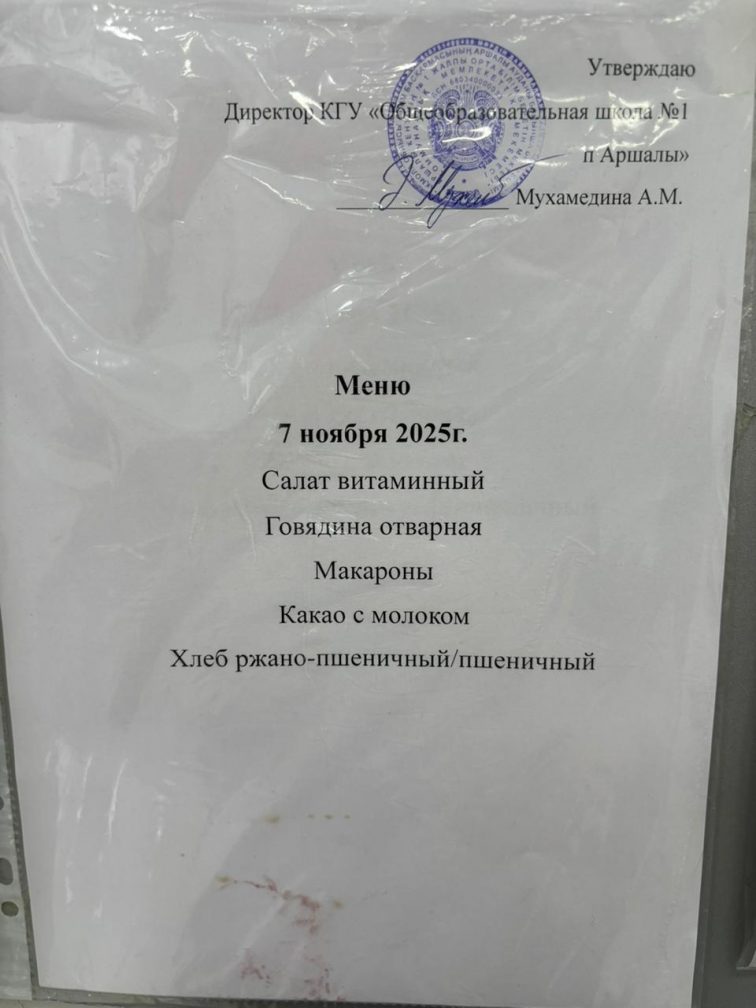 Утверждаю
Директор КГУ «Общеобразовательная школа №1
п Аршалы»
Мухамедина А.М.
Меню
7 ноября 2025г.
Салат витаминный
Говядина отварная
Макароны
Какао с молоком
Хлеб ржано-пшеничный/пшеничный